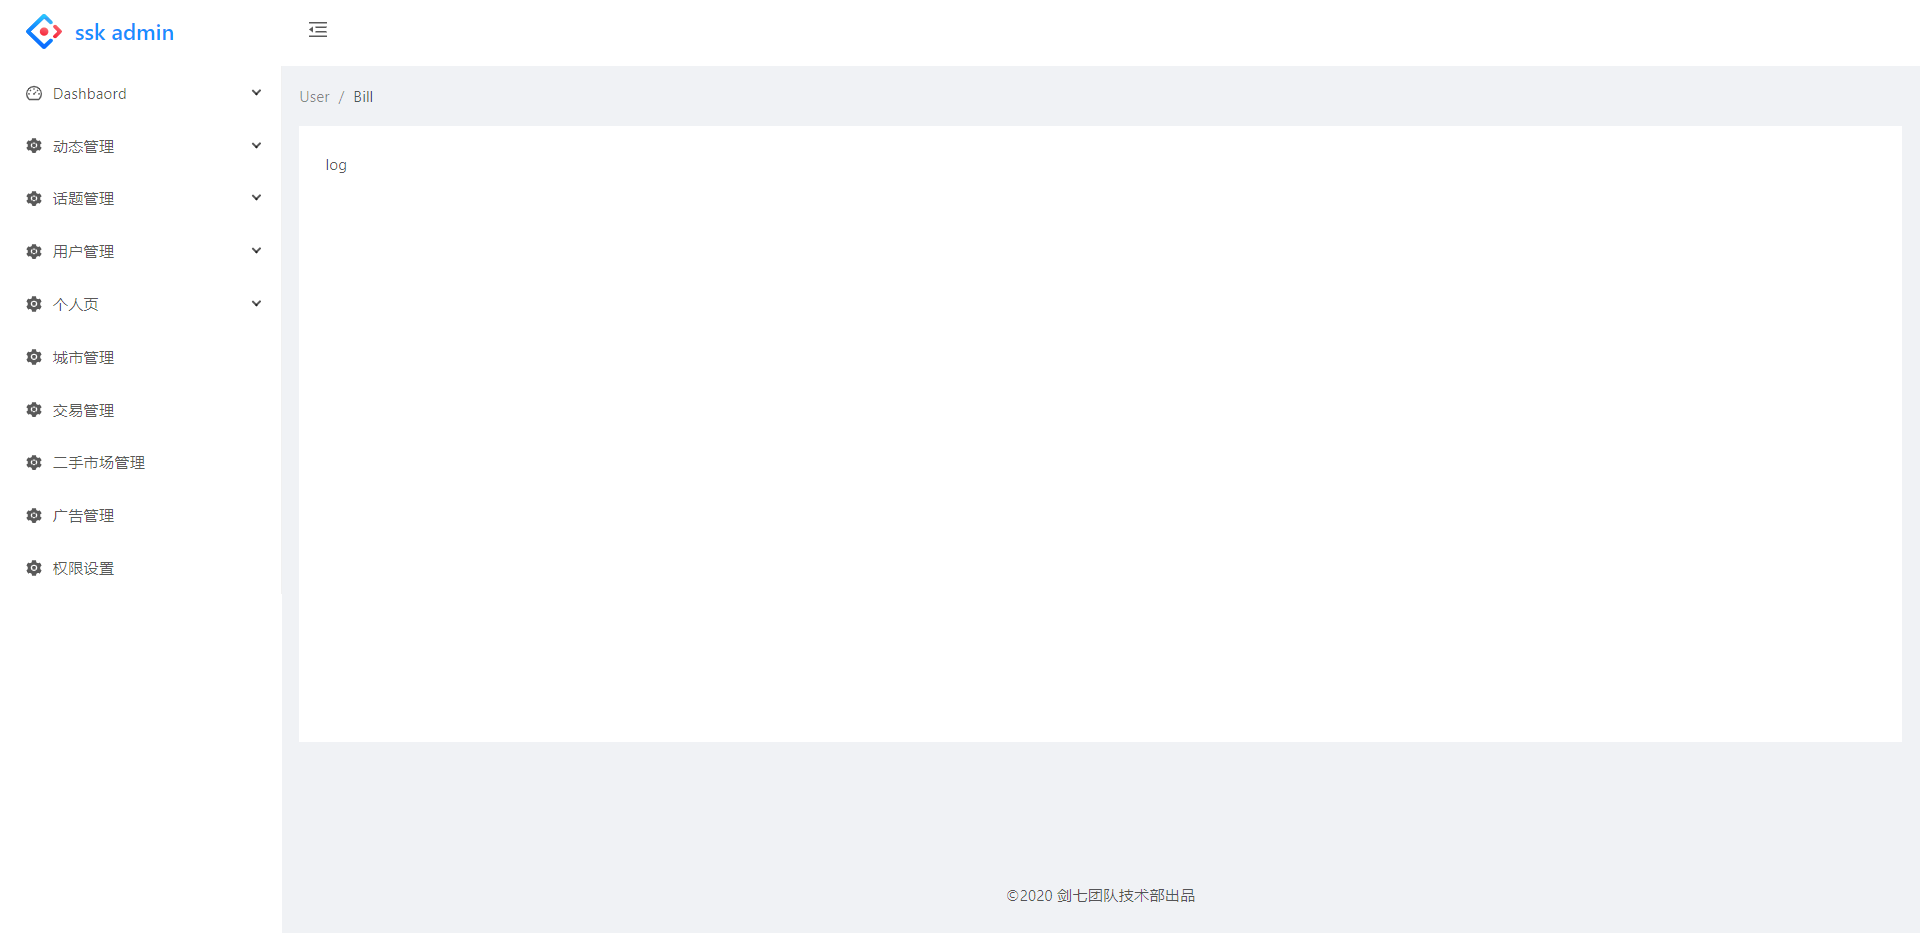 ssk admin
Dashbaord
动态管理
话题管理
用户管理
个人页
城市管理
交易管理
二手市场管理
广告管理
权限设置
User / Bill
log
©2020 剑七团队技术部出品